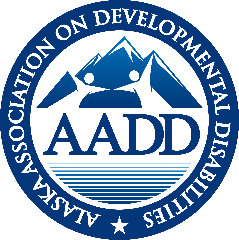 ALASKA ASSOCIATION ON DEVELOPMENTAL DISABILITIES
AADD